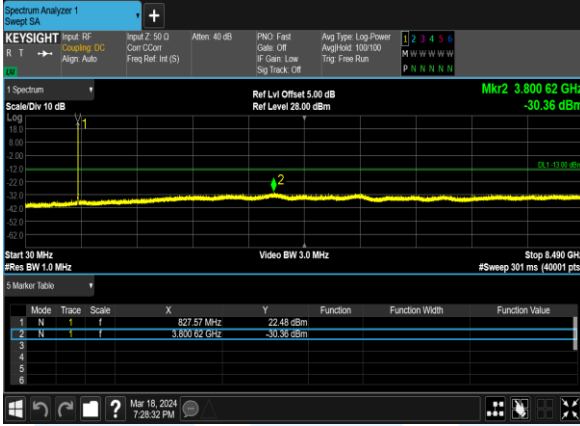 Spectrum Analyzer 1
Swept SA
+
KEYSIGHT Input: RF Input Z: 50 Ω Atten: 40 dB PNO: Fast Avg Type: Log-Power 1 2 3 4 5 6
R T Coupling: DC Corr CCorr Gate: Off Avg|Hold: 100/100 M W W W W W
Align: Auto Freq Ref: Int (S) IF Gain: Low Trig: Free Run
Sig Track: Off P N N N N N
1 Spectrum Ref Lvl Offset 5.00 dB Mkr2 3.800 62 GHz
Scale/Div 10 dB Ref Level 28.00 dBm -30.36 dBm
Log
18.0
8.00
-2.00
-12.0
-22.0
-32.0
-42.0
-52.0
-62.0
1
DL1 -13.00 dBm
2
Start 30 MHz Video BW 3.0 MHz Stop 8.490 GHz
#Res BW 1.0 MHz #Sweep 301 ms (40001 pts
5 Marker Table
Mode Trace Scale X Y Function Function Width Function Value
1 N 1 f 827.57 MHz 22.48 dBm
2 N 1 f 3.800 62 GHz -30.36 dBm
3
4
5
6
? Mar 18, 2024
7:28:32 PM